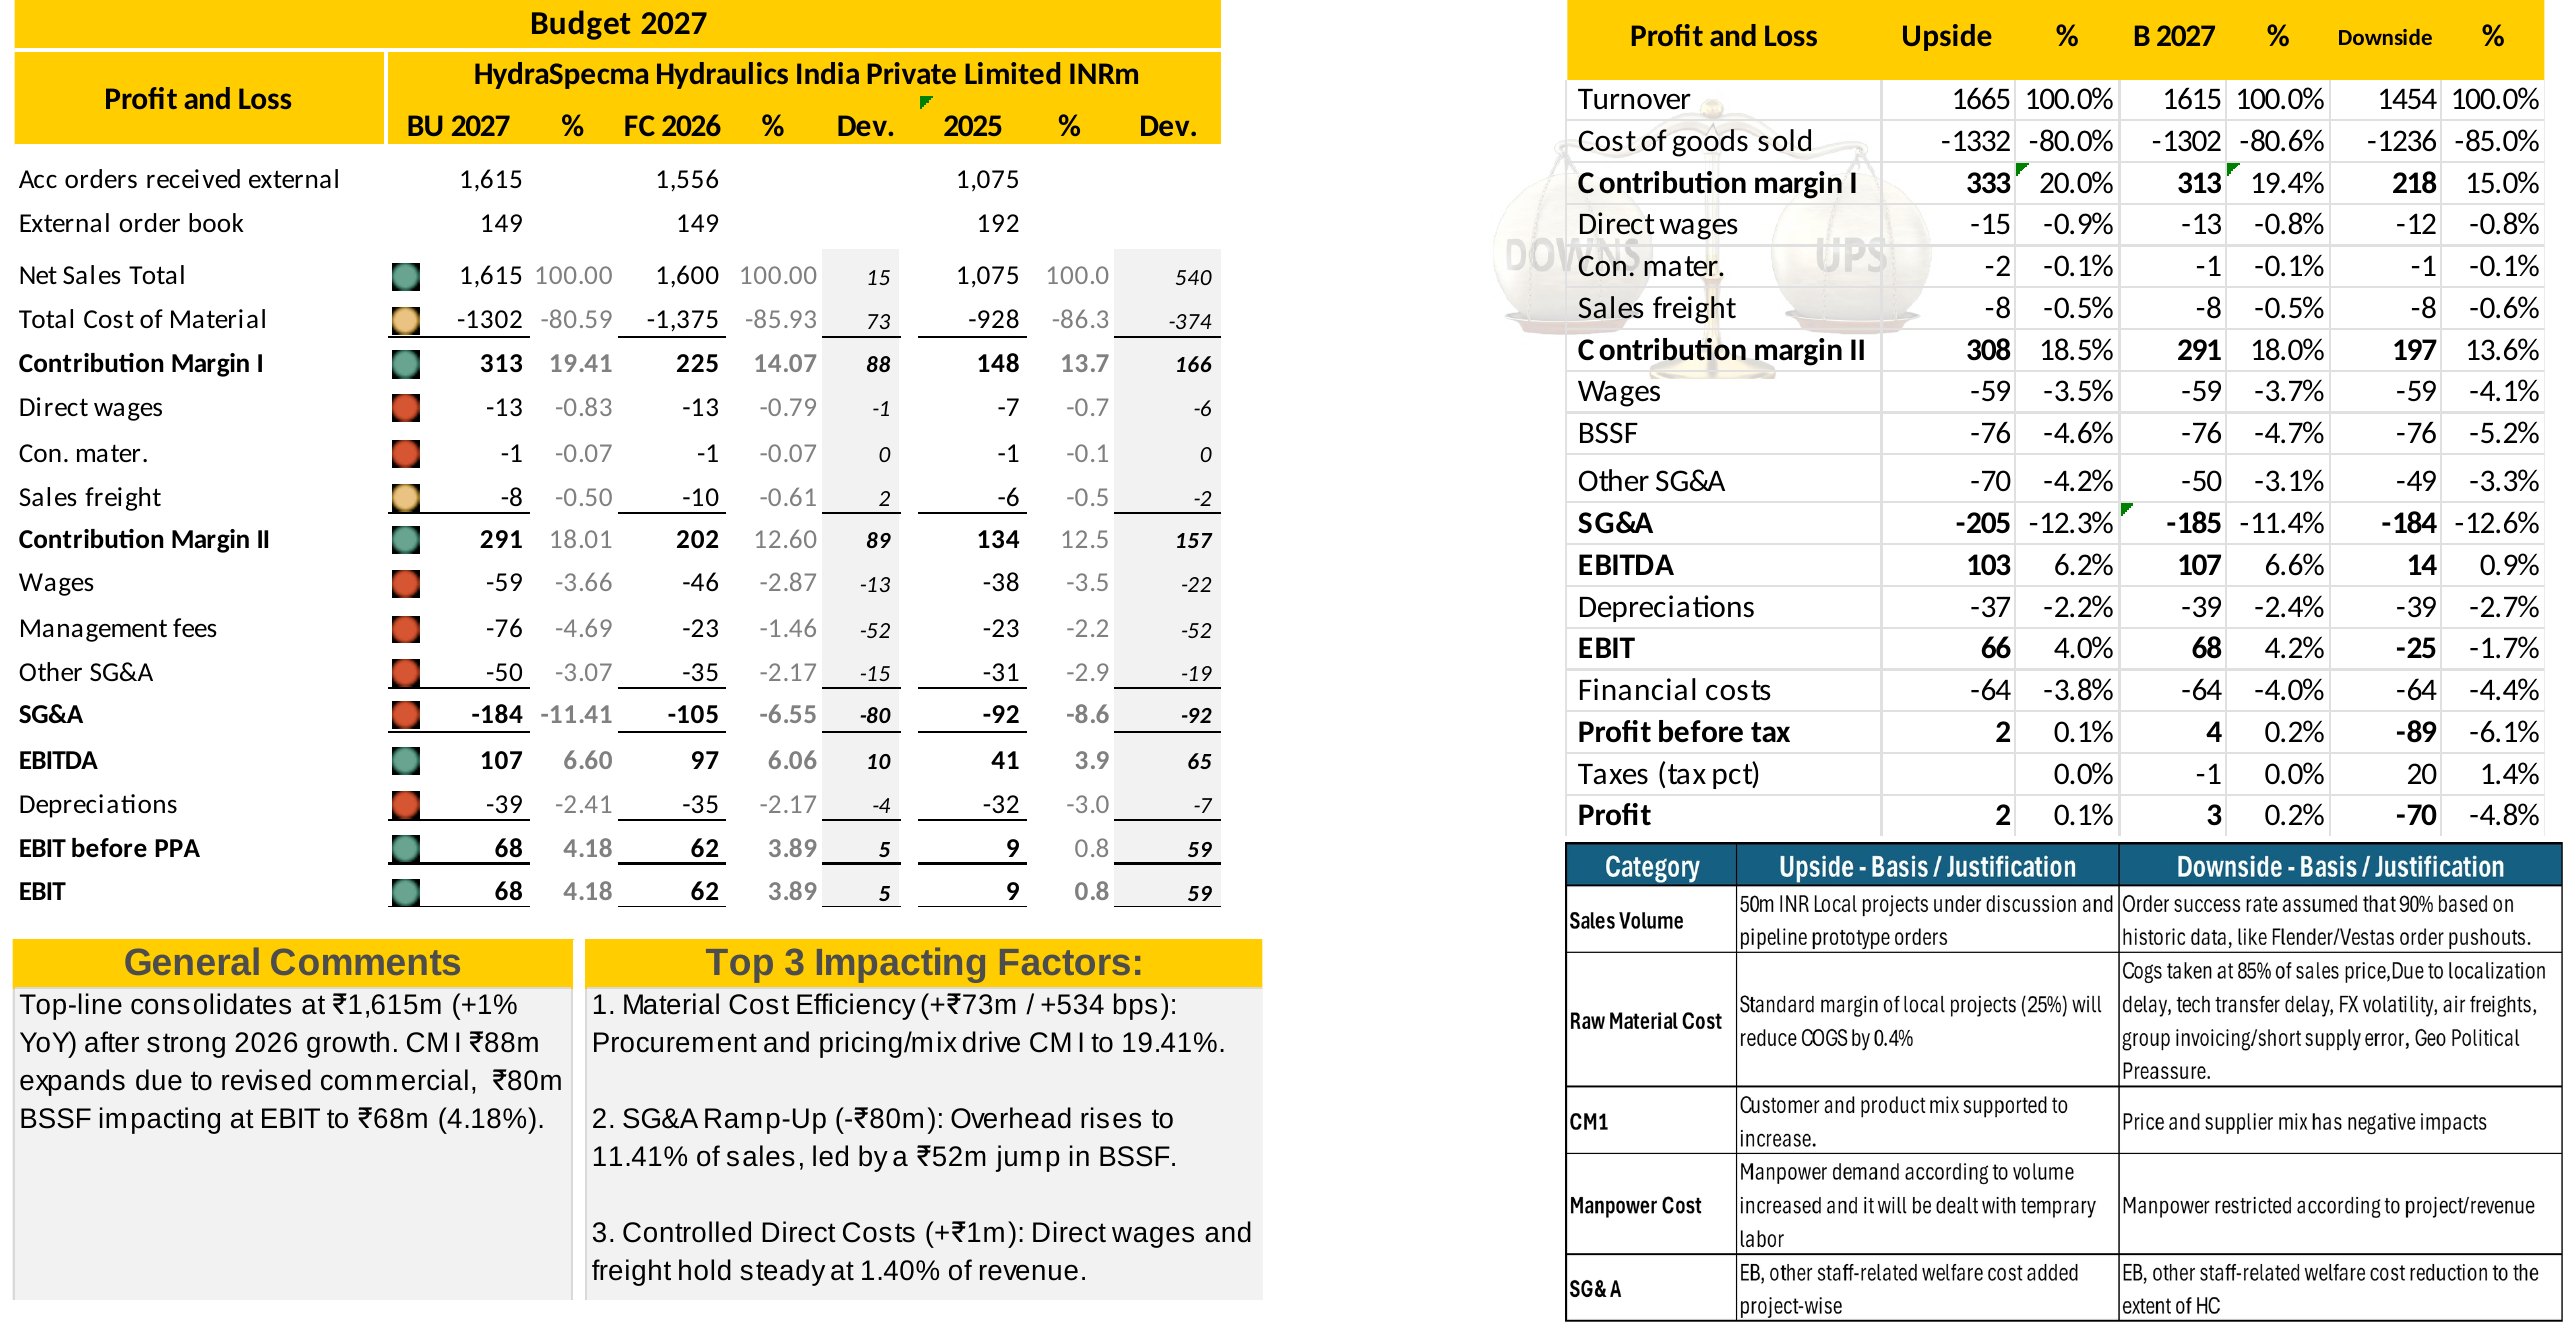 Budget 2027
HydraSpecma Hydraulics India Private Limited INRm
Profit and Loss
BU 2027 % FC 2026 % Dev. 2025 % Dev.
Acc orders received external 1,615 1,556 1,075
External order book 149 149 192
Net Sales Total 1,615 100.00 1,600 100.00 15 1,075 100.0 540
Total Cost of Material -1302 -80.59 -1,375 -85.93 73 -928 -86.3 -374
Contribution Margin I 313 19.41 225 14.07 88 148 13.7 166
Direct wages -13 -0.83 -13 -0.79 -1 -7 -0.7 -6
Con. mater. -1 -0.07 -1 -0.07 0 -1 -0.1 0
Sales freight -8 -0.50 -10 -0.61 2 -6 -0.5 -2
Contribution Margin II 291 18.01 202 12.60 89 134 12.5 157
Wages -59 -3.66 -46 -2.87 -13 -38 -3.5 -22
Management fees -76 -4.69 -23 -1.46 -52 -23 -2.2 -52
Other SG&A -50 -3.07 -35 -2.17 -15 -31 -2.9 -19
SG&A -184 -11.41 -105 -6.55 -80 -92 -8.6 -92
EBITDA 107 6.60 97 6.06 10 41 3.9 65
Depreciations -39 -2.41 -35 -2.17 -4 -32 -3.0 -7
EBIT before PPA 68 4.18 62 3.89 5 9 0.8 59
EBIT 68 4.18 62 3.89 5 9 0.8 59
General Comments
Top-line consolidates at ₹1,615m (+1%
YoY) after strong 2026 growth. CM I ₹88m
expands due to revised commercial, ₹80m
BSSF impacting at EBIT to ₹68m (4.18%).
Top 3 Impacting Factors:
1. Material Cost Efficiency (+₹73m / +534 bps):
Procurement and pricing/mix drive CM I to 19.41%.
2. SG&A Ramp-Up (-₹80m): Overhead rises to
11.41% of sales, led by a ₹52m jump in BSSF.
3. Controlled Direct Costs (+₹1m): Direct wages and
freight hold steady at 1.40% of revenue.
Profit and Loss Upside % B 2027 % Downside %
Turnover 1665 100.0% 1615 100.0% 1454 100.0%
Cost of goods sold -1332 -80.0% -1302 -80.6% -1236 -85.0%
Contribution margin I 333 20.0% 313 19.4% 218 15.0%
Direct wages -15 -0.9% -13 -0.8% -12 -0.8%
DOWNS UPS
Con. mater. -2 -0.1% -1 -0.1% -1 -0.1%
Sales freight -8 -0.5% -8 -0.5% -8 -0.6%
Contribution margin II 308 18.5% 291 18.0% 197 13.6%
Wages -59 -3.5% -59 -3.7% -59 -4.1%
BSSF -76 -4.6% -76 -4.7% -76 -5.2%
Other SG&A -70 -4.2% -50 -3.1% -49 -3.3%
SG&A -205 -12.3% -185 -11.4% -184 -12.6%
EBITDA 103 6.2% 107 6.6% 14 0.9%
Depreciations -37 -2.2% -39 -2.4% -39 -2.7%
EBIT 66 4.0% 68 4.2% -25 -1.7%
Financial costs -64 -3.8% -64 -4.0% -64 -4.4%
Profit before tax 2 0.1% 4 0.2% -89 -6.1%
Taxes (tax pct) 0.0% -1 0.0% 20 1.4%
Profit 2 0.1% 3 0.2% -70 -4.8%
Category Upside - Basis / Justification Downside - Basis / Justification
Sales Volume
50m INR Local projects under discussion and
pipeline prototype orders
Order success rate assumed that 90% based on
historic data, like Flender/Vestas order pushouts.
Raw Material Cost
Standard margin of local projects (25%) will
reduce COGS by 0.4%
Cogs taken at 85% of sales price,Due to localization
delay, tech transfer delay, FX volatility, air freights,
group invoicing/short supply error, Geo Political
Preassure.
CM1
Customer and product mix supported to
increase.
Price and supplier mix has negative impacts
Manpower Cost
Manpower demand according to volume
increased and it will be dealt with temprary
labor
Manpower restricted according to project/revenue
SG& A
EB, other staff-related welfare cost added
project-wise
EB, other staff-related welfare cost reduction to the
extent of HC